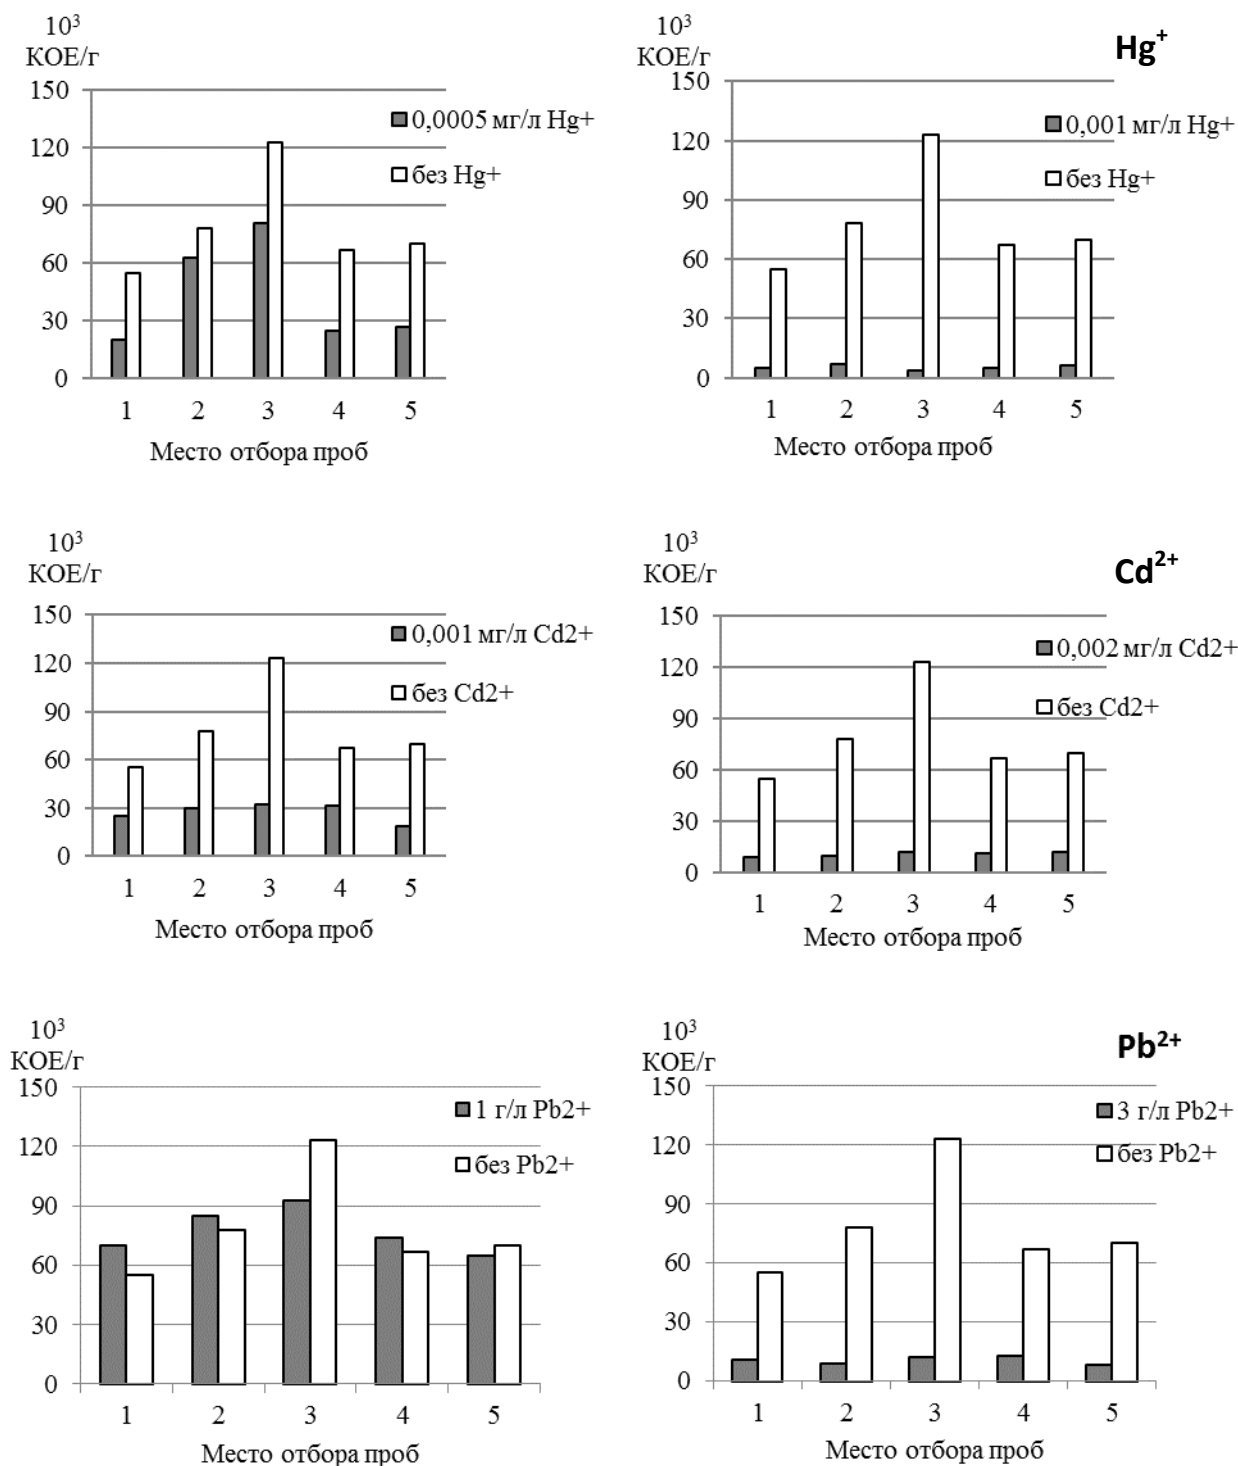 10³
КОЕ/г
150
120
90
60
30
0
0,0005 мг/л Hg+
без Hg+
1 2 3 4 5
Место отбора проб
10³
КОЕ/г
Hg⁺
150
120
90
60
30
0
0,001 мг/л Hg+
без Hg+
1 2 3 4 5
Место отбора проб
10³
КОЕ/г
150
120
90
60
30
0
0,001 мг/л Cd2+
без Cd2+
1 2 3 4 5
Место отбора проб
10³
КОЕ/г
Cd²⁺
150
120
90
60
30
0
0,002 мг/л Cd2+
без Cd2+
1 2 3 4 5
Место отбора проб
10³
КОЕ/г
150
120
90
60
30
0
1 г/л Pb2+
без Pb2+
1 2 3 4 5
Место отбора проб
10³
КОЕ/г
Pb²⁺
150
120
90
60
30
0
3 г/л Pb2+
без Pb2+
1 2 3 4 5
Место отбора проб